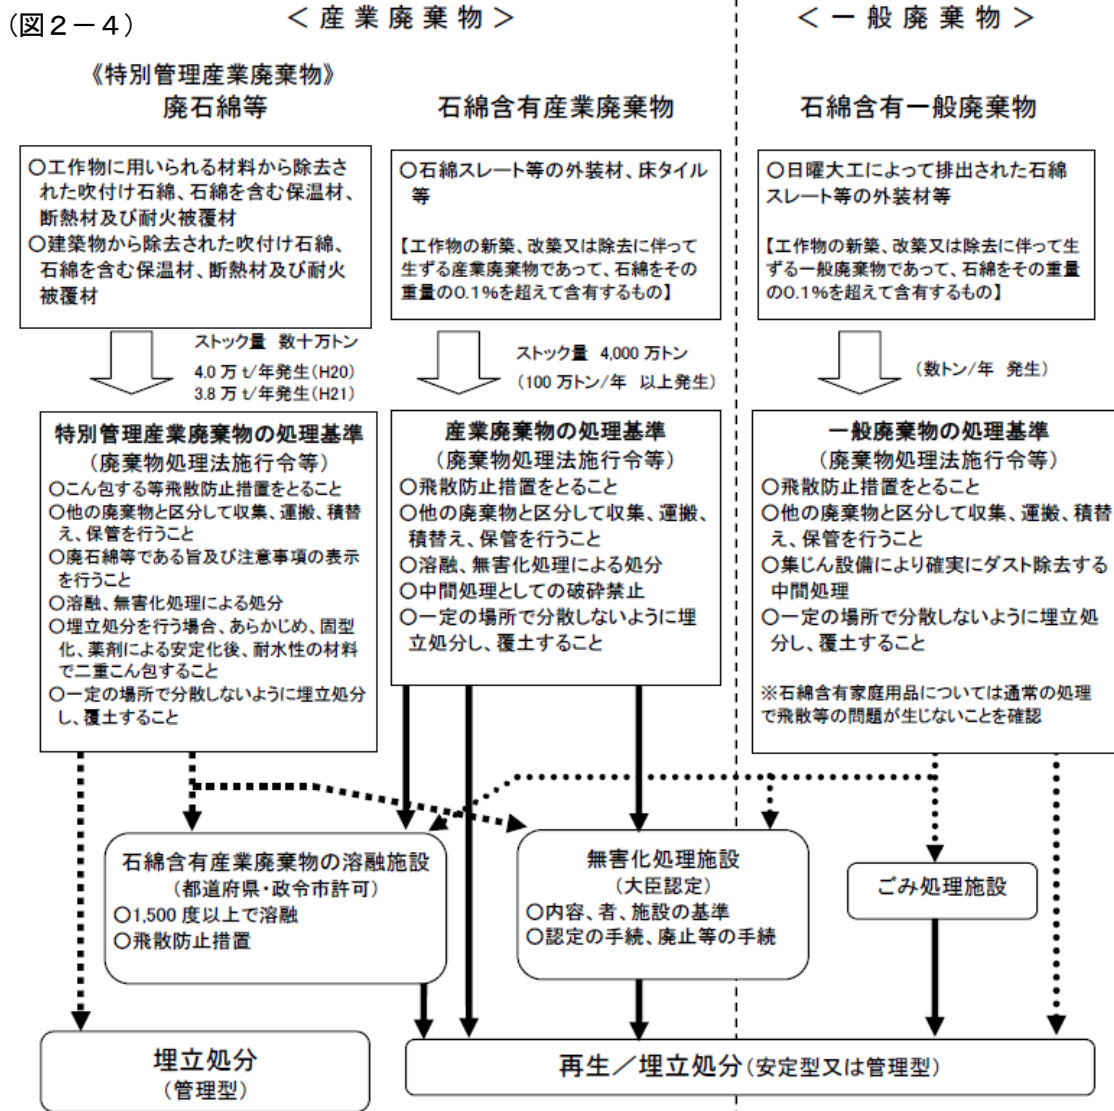 (図2-4)
＜産業廃棄物＞
＜一般廃棄物＞
《特別管理産業廃棄物》
廃石綿等
石綿含有産業廃棄物
石綿含有一般廃棄物
○工作物に用いられる材料から除去さ
れた吹付け石綿、石綿を含む保温材、
断熱材及び耐火被覆材
○建築物から除去された吹付け石綿、
石綿を含む保温材、断熱材及び耐火
被覆材
○石綿スレート等の外装材、床タイル
等
【工作物の新築、改築又は除去に伴って
生ずる産業廃棄物であって、石綿をその
重量の0.1%を超えて含有するもの】
○日曜大工によって排出された石綿
スレート等の外装材等
【工作物の新築、改築又は除去に伴って生
ずる一般廃棄物であって、石綿をその重量
の0.1%を超えて含有するもの】
ストック量 数十万トン
4.0万t/年発生(H20)
3.8万t/年発生(H21)
ストック量 4,000万トン
(100万トン/年 以上発生)
(数トン/年 発生)
特別管理産業廃棄物の処理基準
(廃棄物処理法施行令等)
○こん包する等飛散防止措置をとること
○他の廃棄物と区分して収集、運搬、積替
え、保管を行うこと
○廃石綿等である旨及び注意事項の表示
を行うこと
○溶融、無害化処理による処分
○埋立処分を行う場合、あらかじめ、固型
化、薬剤による安定化後、耐水性の材料
で二重こん包すること
○一定の場所で分散しないように埋立処分
し、覆土すること
産業廃棄物の処理基準
(廃棄物処理法施行令等)
○飛散防止措置をとること
○他の廃棄物と区分して収集、運搬、
積替え、保管を行うこと
○溶融、無害化処理による処分
○中間処理としての破砕禁止
○一定の場所で分散しないように埋
立処分し、覆土すること
一般廃棄物の処理基準
(廃棄物処理法施行令等)
○飛散防止措置をとること
○他の廃棄物と区分して収集、運搬、積替
え、保管を行うこと
○集じん設備により確実にダスト除去する
中間処理
○一定の場所で分散しないように埋立処
分し、覆土すること
※石綿含有家庭用品については通常の処理
で飛散等の問題が生じないことを確認
石綿含有産業廃棄物の溶融施設
(都道府県・政令市許可)
○1,500度以上で溶融
○飛散防止措置
無害化処理施設
(大臣認定)
○内容、者、施設の基準
○認定の手続、廃止等の手続
ごみ処理施設
埋立処分
(管理型)
再生/埋立処分(安定型又は管理型)